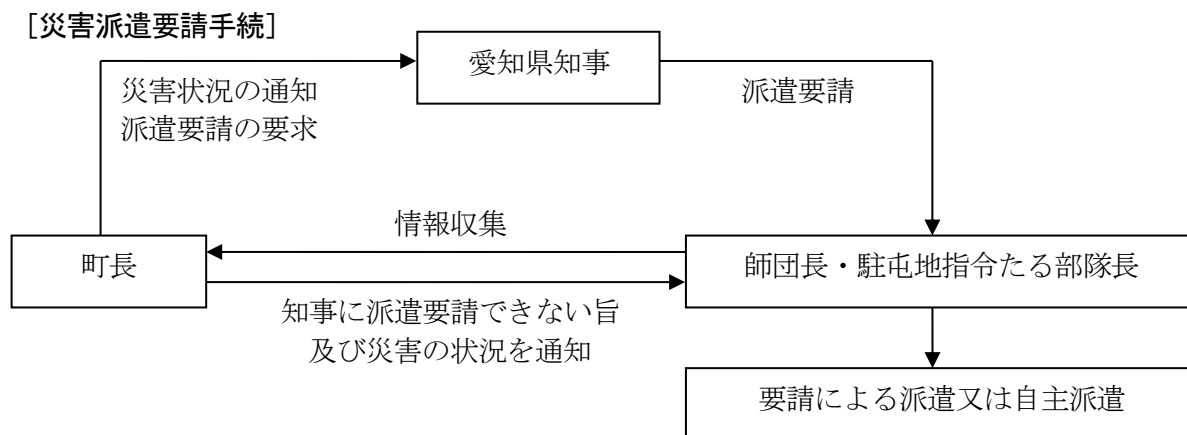 [災害派遣要請手続]
愛知県知事
災害状況の通知
派遣要請の要求
派遣要請
情報収集
町長
師団長・駐屯地指令たる部隊長
知事に派遣要請できない旨
及び災害の状況を通知
要請による派遣又は自主派遣